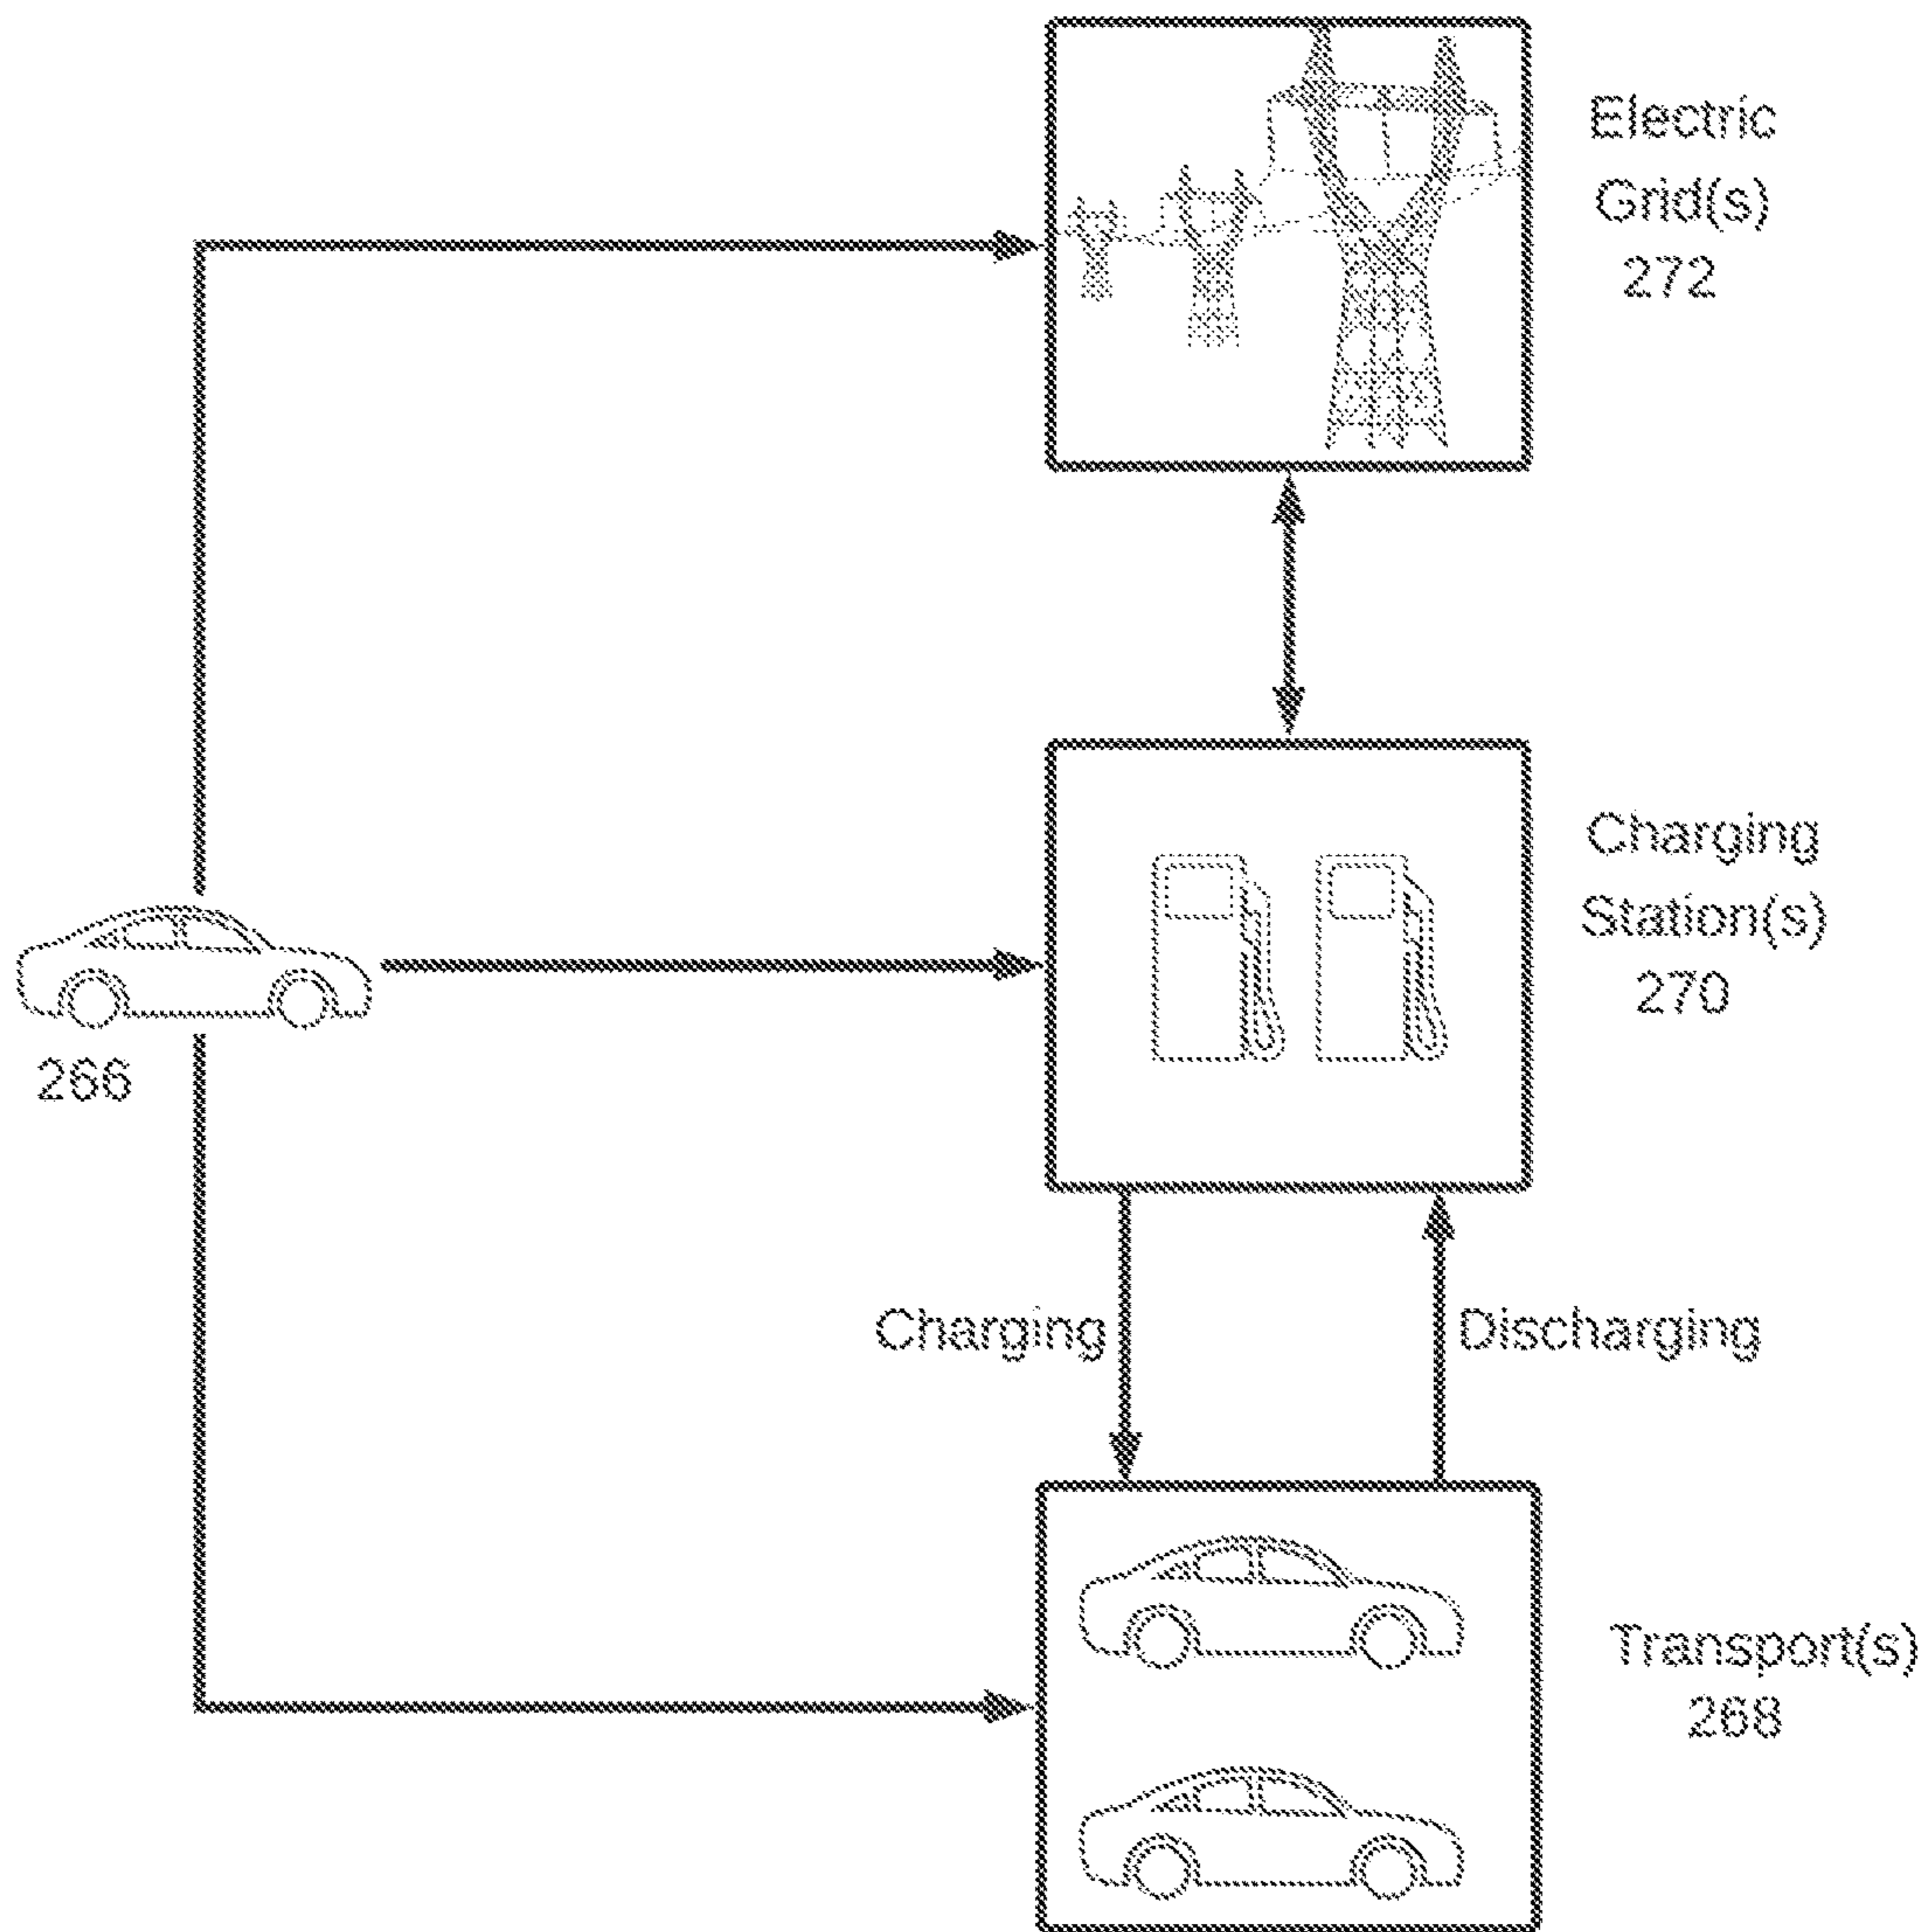 Electric
Grid(s)
272
Charging
Station(s)
270
266
Charging
Discharging
Transport(s)
268